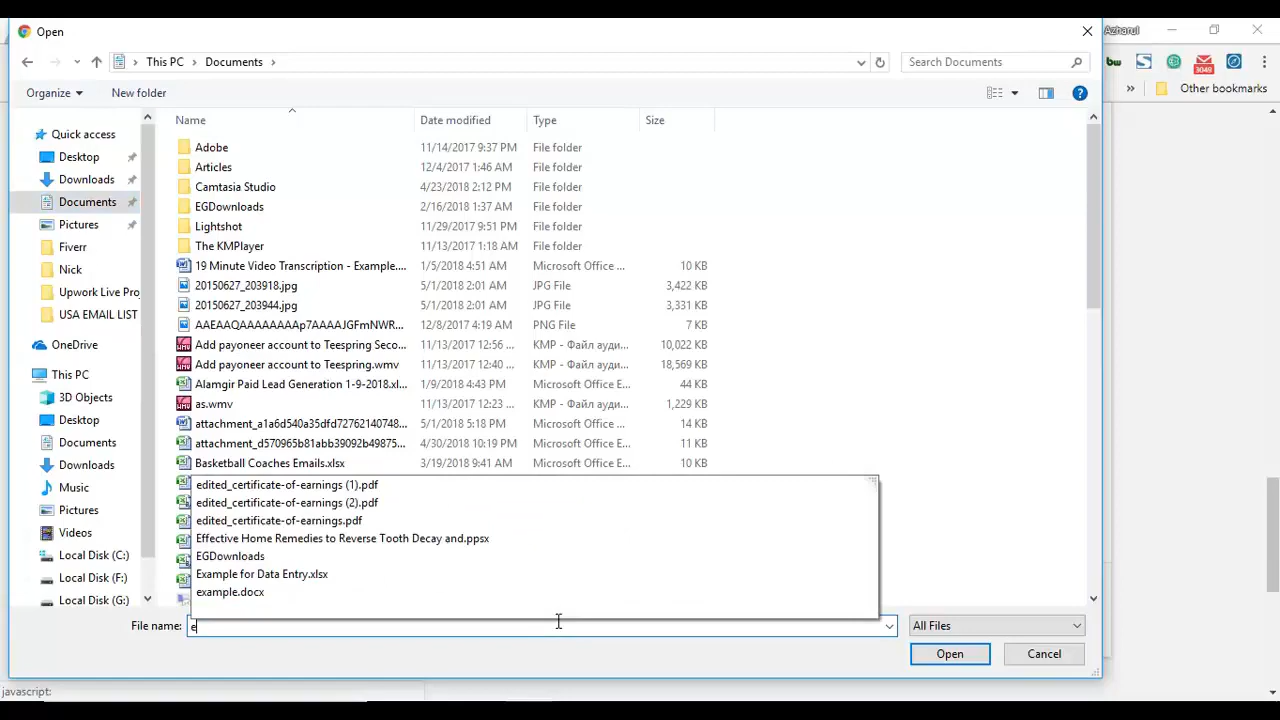 Open
Azharul
This PC
Documents
Search Documents
bw
3049
Organize
New folder
Other bookmarks
Name
Date modified
Type
Size
Quick access
Desktop
Downloads
Documents
Pictures
Fiverr
Nick
Upwork Live Pro
USA EMAIL LIST
OneDrive
This PC
3D Objects
Desktop
Documents
Downloads
Music
Pictures
Videos
Local Disk (C:)
Local Disk (F:)
Local Disk (G:)
Adobe 11/14/2017 9:37 PM File folder
Articles 12/4/2017 1:46 AM File folder
Camtasia Studio 4/23/2018 2:12 PM File folder
EGDownloads 2/16/2018 1:37 AM File folder
Lightshot 11/29/2017 9:51 PM File folder
The KMPlayer 11/13/2017 1:18 AM File folder
19 Minute Video Transcription - Example.... 1/5/2018 4:51 AM Microsoft Office ... 10 KB
20150627_203918.jpg 5/1/2018 2:01 AM JPG File 3,422 KB
20150627_203944.jpg 5/1/2018 2:01 AM JPG File 3,331 KB
AAEAAQAAAAAAAAp7AAAAJGFmNWR... 12/8/2017 4:19 AM PNG File 7 KB
Add payoneer account to Teespring Seco... 11/13/2017 12:56 ... KMP - Файл ауди... 10,022 KB
Add payoneer account to Teespring.wmv 11/13/2017 12:40 ... KMP - Файл ауди... 18,569 KB
Alamgir Paid Lead Generation 1-9-2018.xl... 1/9/2018 4:43 PM Microsoft Office E... 44 KB
as.wmv 11/13/2017 12:23 ... KMP - Файл ауди... 1,229 KB
attachment_a1a6d540a35dfd72762140748... 5/1/2018 5:18 PM Microsoft Office ... 14 KB
attachment_d570965b81abb39092b49875... 4/30/2018 10:19 PM Microsoft Office E... 11 KB
Basketball Coaches Emails.xlsx 3/19/2018 9:41 AM Microsoft Office E... 10 KB
edited_certificate-of-earnings (1).pdf
edited_certificate-of-earnings (2).pdf
edited_certificate-of-earnings.pdf
Effective Home Remedies to Reverse Tooth Decay and.ppsx
EGDownloads
Example for Data Entry.xlsx
example.docx
File name: e
All Files
Open
Cancel
javascript: